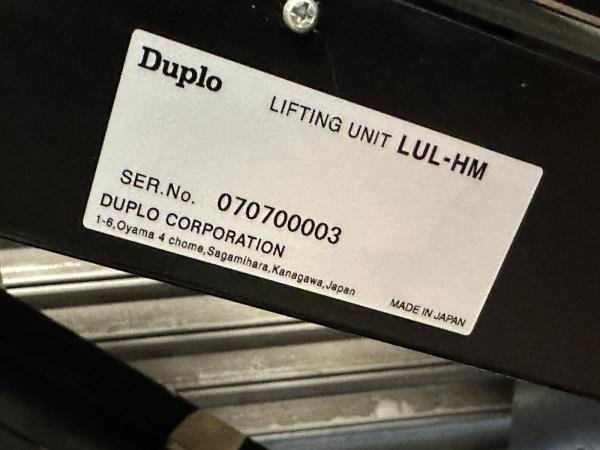 Duplo
LIFTING UNIT LUL-HM
SER.No. 070700003
DUPLO CORPORATION
1-6,Oyama 4 chome,Sagamihara,Kanagawa,Japan
MADE IN JAPAN